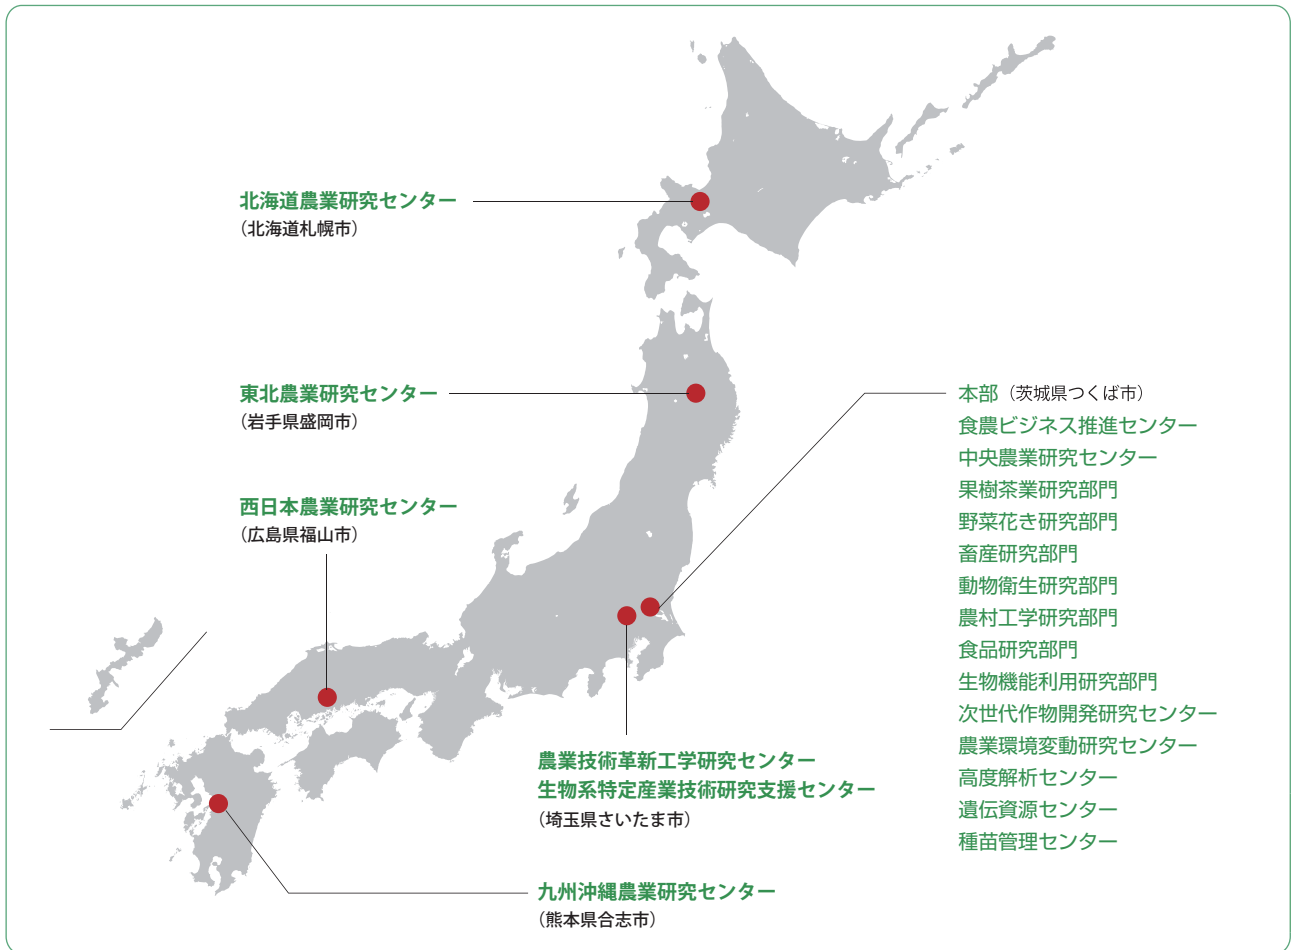 北海道農業研究センター
（北海道札幌市）
東北農業研究センター
（岩手県盛岡市）
西日本農業研究センター
（広島県福山市）
農業技術革新工学研究センター
生物系特定産業技術研究支援センター
（埼玉県さいたま市）
九州沖縄農業研究センター
（熊本県合志市）
本部（茨城県つくば市）
食農ビジネス推進センター
中央農業研究センター
果樹茶業研究部門
野菜花き研究部門
畜産研究部門
動物衛生研究部門
農村工学研究部門
食品研究部門
生物機能利用研究部門
次世代作物開発研究センター
農業環境変動研究センター
高度解析センター
遺伝資源センター
種苗管理センター